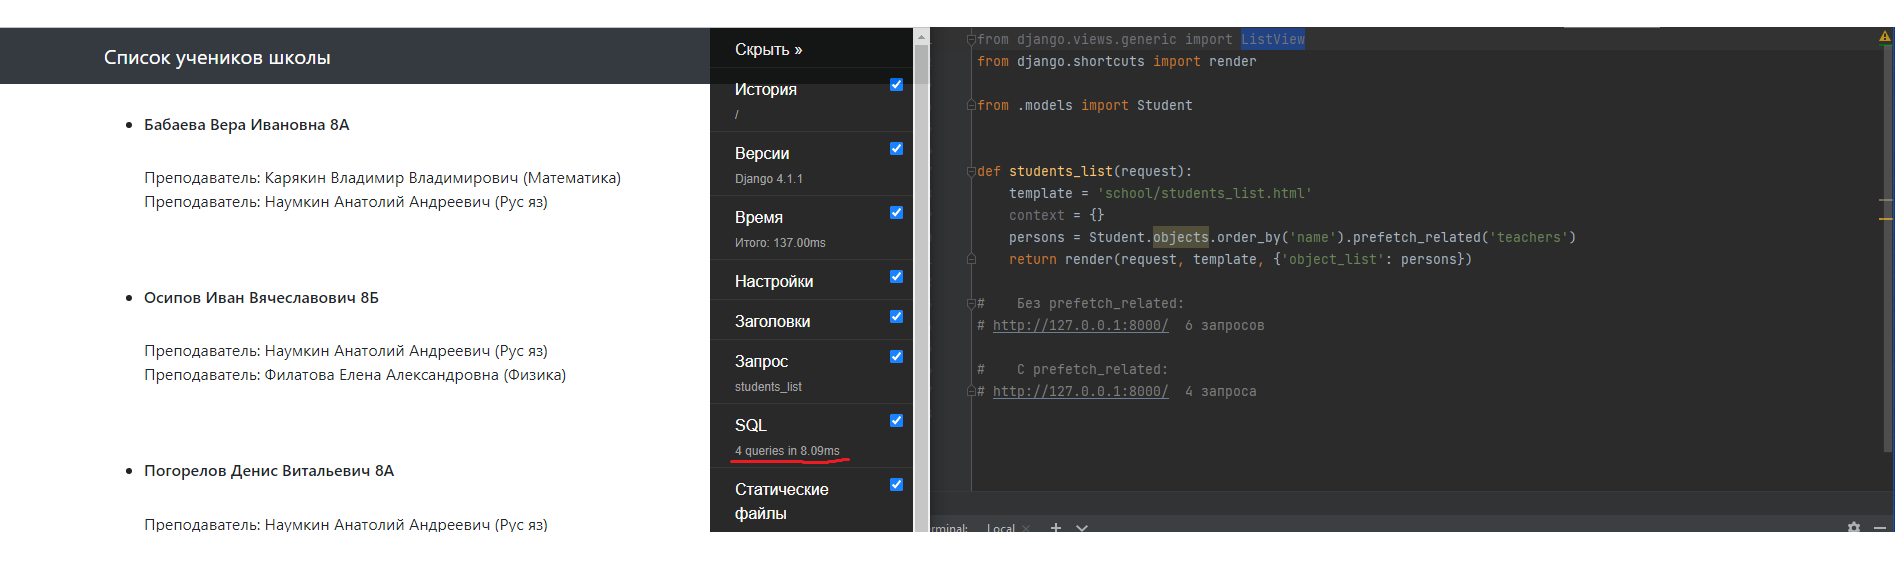 Список учеников школы
Бабаева Вера Ивановна 8А
Преподаватель: Карякин Владимир Владимирович (Математика)
Преподаватель: Наумкин Анатолий Андреевич (Рус яз)
Осипов Иван Вячеславович 8Б
Преподаватель: Наумкин Анатолий Андреевич (Рус яз)
Преподаватель: Филатова Елена Александровна (Физика)
Погорелов Денис Витальевич 8А
Преподаватель: Наумкин Анатолий Андреевич (Рус яз)
Скрыть »
История
/
Версии
Django 4.1.1
Время
Итого: 137.00ms
Настройки
Заголовки
Запрос
students_list
SQL
4 queries in 8.09ms
Статические
файлы
from django.views.generic import ListView
from django.shortcuts import render
from .models import Student
def students_list(request):
template = 'school/students_list.html'
context = {}
persons = Student.objects.order_by('name').prefetch_related('teachers')
return render(request, template, {'object_list': persons})
# Без prefetch_related:
# http://127.0.0.1:8000/ 6 запросов
# С prefetch_related:
# http://127.0.0.1:8000/ 4 запроса
rminal: Local × +